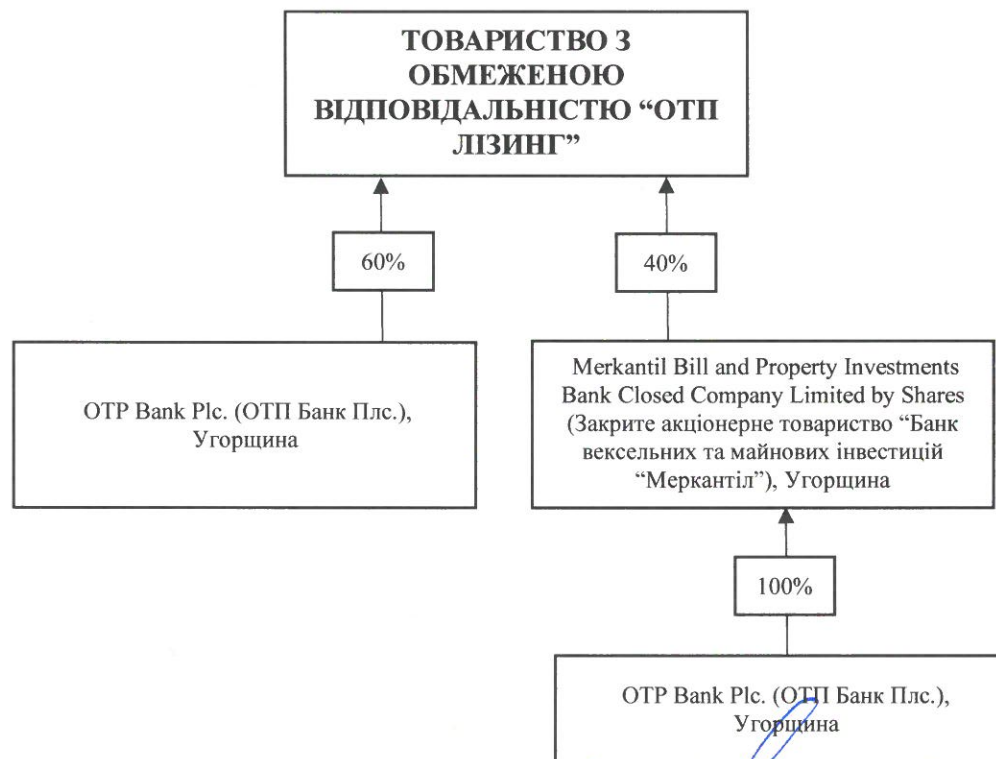 ТОВАРИСТВО З
ОБМЕЖЕНОЮ
ВІДПОВІДАЛЬНІСТЮ “ОТП
ЛІЗИНГ”
60%
40%
OTP Bank Plc. (ОТП Банк Плс.),
Угорщина
Merkantil Bill and Property Investments
Bank Closed Company Limited by Shares
(Закрите акціонерне товариство “Банк
вексельних та майнових інвестицій
“Меркантіл”), Угорщина
100%
OTP Bank Plc. (ОТП Банк Плс.),
Угорщина